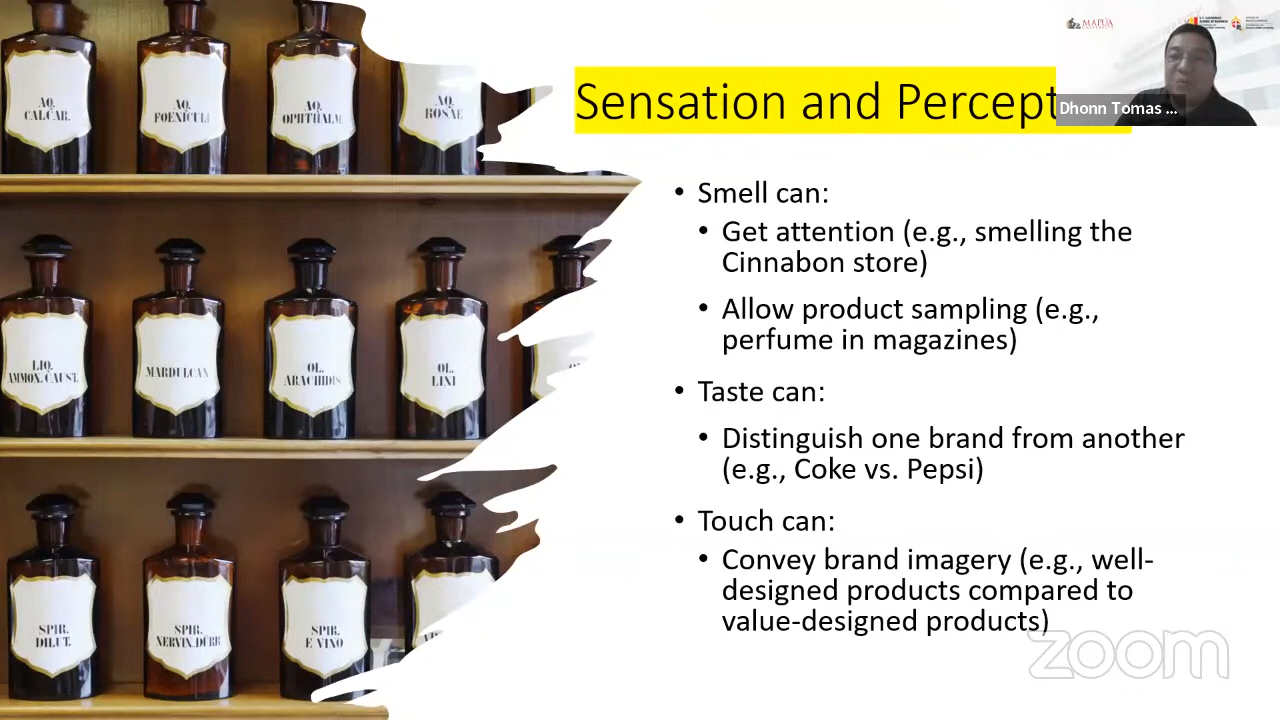 AQ.
CALCAR.
AQ.
FOENICULI
AQ.
OPHTHALM.
AQ.
ROSAE
Sensation and Percept
MAPÚA
Dhonn Tomas ...
• Smell can:
• Get attention (e.g., smelling the
Cinnabon store)
• Allow product sampling (e.g.,
perfume in magazines)
• Taste can:
• Distinguish one brand from another
(e.g., Coke vs. Pepsi)
• Touch can:
• Convey brand imagery (e.g., well-
designed products compared to
value-designed products)
LIQ.
AMMON. CAUST.
MARDULCAN
OL.
ARACHIDIS
OL.
LINI
SPIR.
DILUT.
SPIR.
NERVIN.DURR
SPIR.
E VINO
zoom